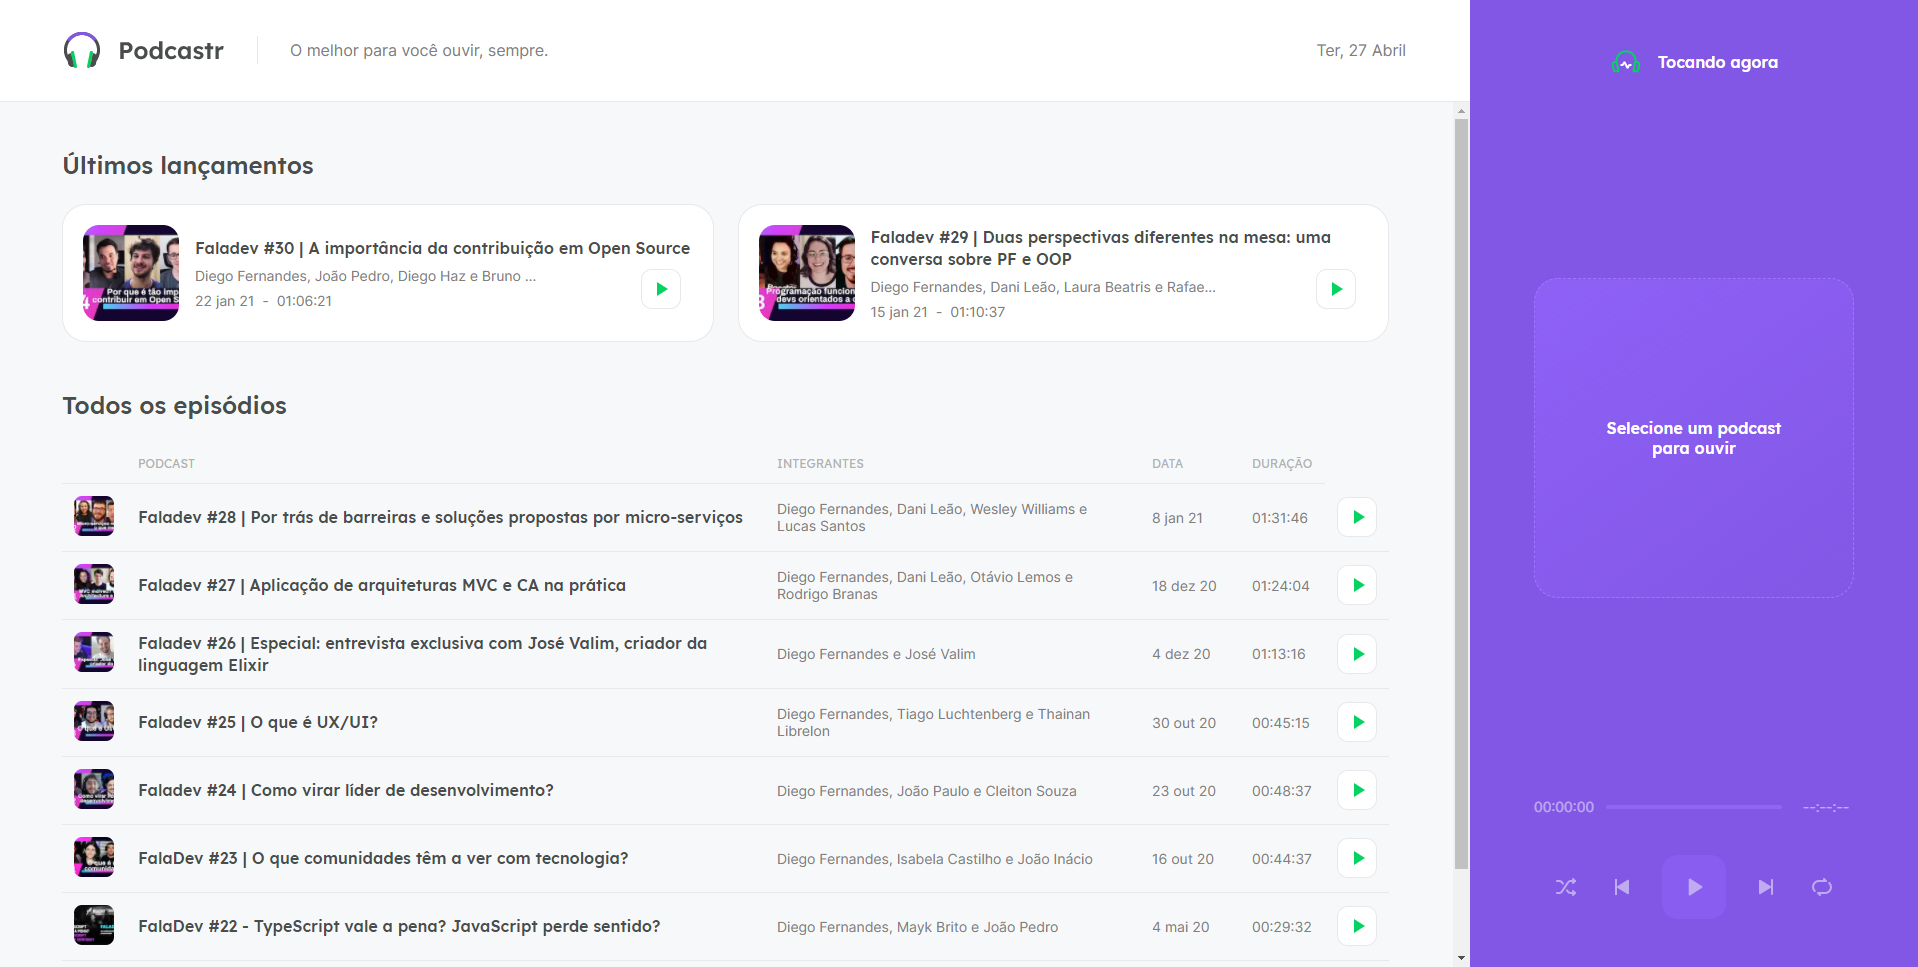 Podcastr
O melhor para você ouvir, sempre.
Ter, 27 Abril
Tocando agora
Últimos lançamentos
Faladev #30 | A importância da contribuição em Open Source
Diego Fernandes, João Pedro, Diego Haz e Bruno ...
22 jan 21 - 01:06:21
Por que é tão imp
contribuir em Open S
Faladev #29 | Duas perspectivas diferentes na mesa: uma
conversa sobre PF e OOP
Diego Fernandes, Dani Leão, Laura Beatris e Rafae...
15 jan 21 - 01:10:37
Programação funcion
devs orientados a
Selecione um podcast
para ouvir
Todos os episódios
PODCAST INTEGRANTES DATA DURAÇÃO
Faladev #28 | Por trás de barreiras e soluções propostas por micro-serviços
Diego Fernandes, Dani Leão, Wesley Williams e
Lucas Santos
8 jan 21
01:31:46
Faladev #27 | Aplicação de arquiteturas MVC e CA na prática
Diego Fernandes, Dani Leão, Otávio Lemos e
Rodrigo Branas
18 dez 20
01:24:04
Faladev #26 | Especial: entrevista exclusiva com José Valim, criador da
linguagem Elixir
Diego Fernandes e José Valim
4 dez 20
01:13:16
Faladev #25 | O que é UX/UI?
Diego Fernandes, Tiago Luchtenberg e Thainan
Librelon
30 out 20
00:45:15
Faladev #24 | Como virar líder de desenvolvimento?
Diego Fernandes, João Paulo e Cleiton Souza
23 out 20
00:48:37
FalaDev #23 | O que comunidades têm a ver com tecnologia?
Diego Fernandes, Isabela Castilho e João Inácio
16 out 20
00:44:37
FalaDev #22 - TypeScript vale a pena? JavaScript perde sentido?
Diego Fernandes, Mayk Brito e João Pedro
4 mai 20
00:29:32
00:00:00
--:--:--